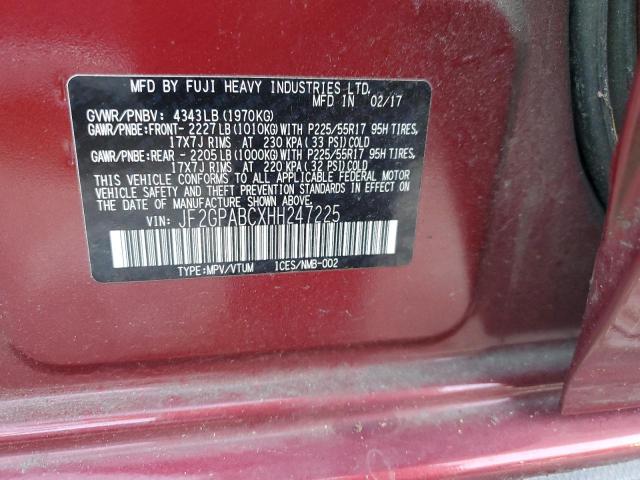 MFD BY FUJI HEAVY INDUSTRIES LTD.
MFD IN 02/17
GVWR/PNBV: 4343LB (1970KG)
GAWR/PNBE:FRONT- 2227LB(1010KG)WITH P225/55R17 95H TIRES,
17X7J RIMS AT 230 KPA( 33 PSI) COLD
GAWR/PNBE:REAR - 2205LB(1000KG)WITH P225/55R17 95H TIRES,
17X7J RIMS AT 220 KPA( 32 PSI) COLD
THIS VEHICLE CONFORMS TO ALL APPLICABLE FEDERAL MOTOR
VEHICLE SAFETY AND THEFT PREVENTION STANDARDS IN EFFECT ON
THE DATE OF MANUFACTURE SHOWN ABOVE.
VIN: JF2GPABCXHH247225
TYPE:MPV/VTUM ICES/NMB-002